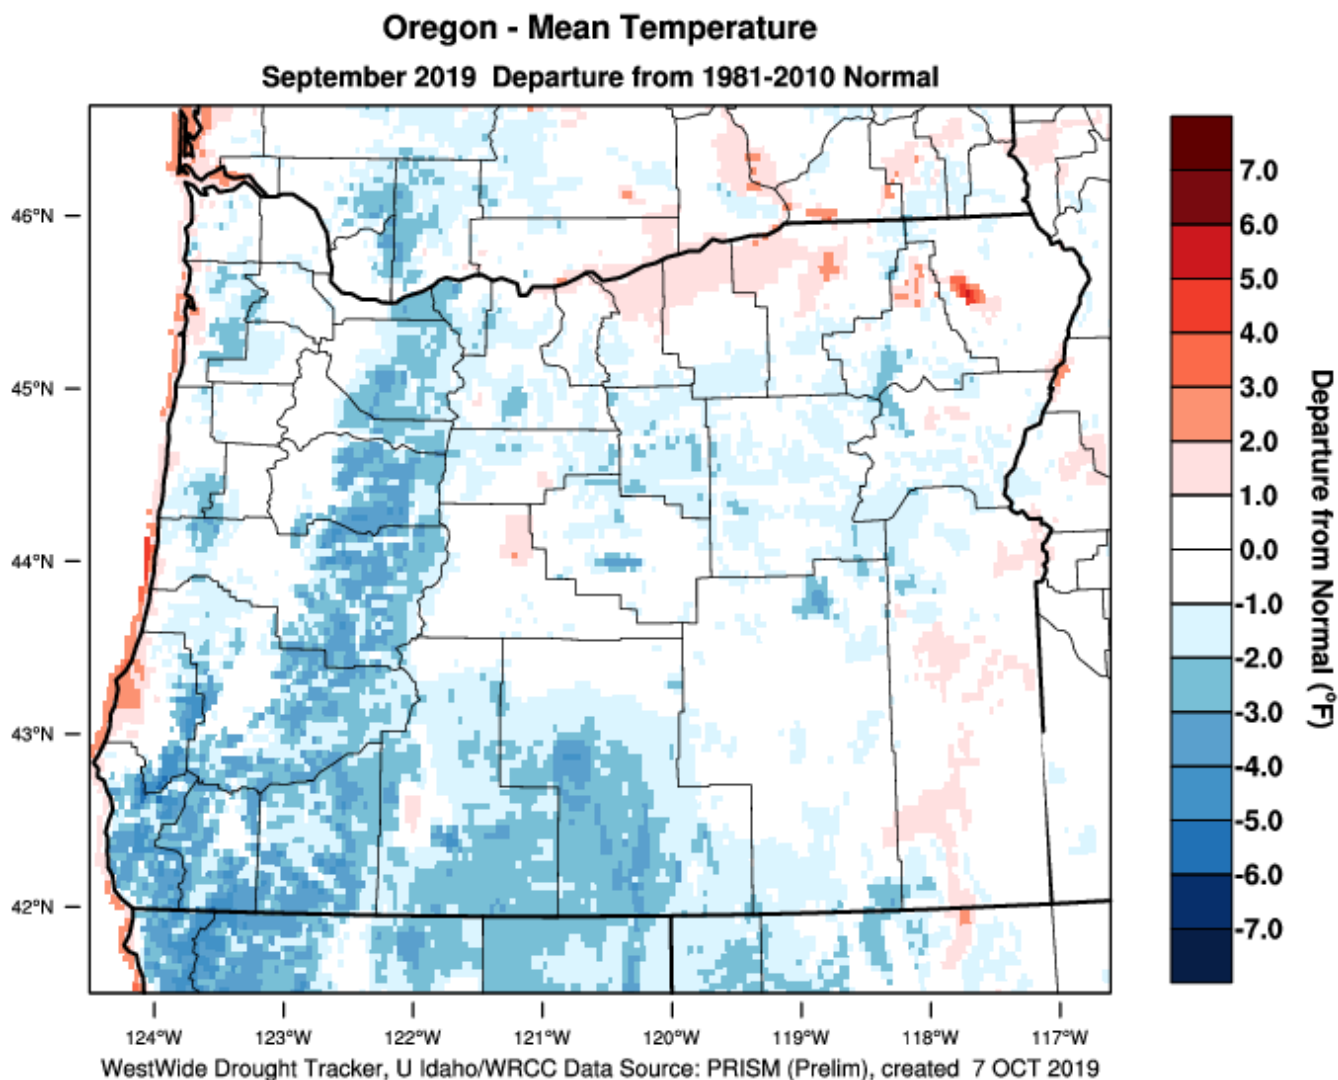 Oregon - Mean Temperature
September 2019  Departure from 1981-2010 Normal
7.0
6.0
5.0
4.0
3.0
2.0
1.0
0.0
-1.0
-2.0
-3.0
-4.0
-5.0
-6.0
-7.0
Departure from Normal (°F)
46°N
45°N
44°N
43°N
42°N
124°W
123°W
122°W
121°W
120°W
119°W
118°W
117°W
WestWide Drought Tracker, U Idaho/WRCC Data Source: PRISM (Prelim), created  7 OCT 2019